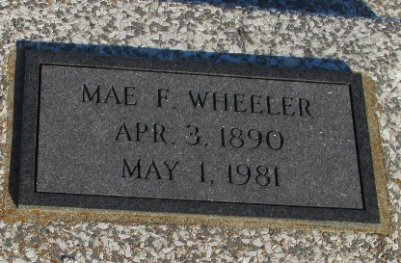 MAE F. WHEELER
APR. 3, 1890
MAY 1, 1981